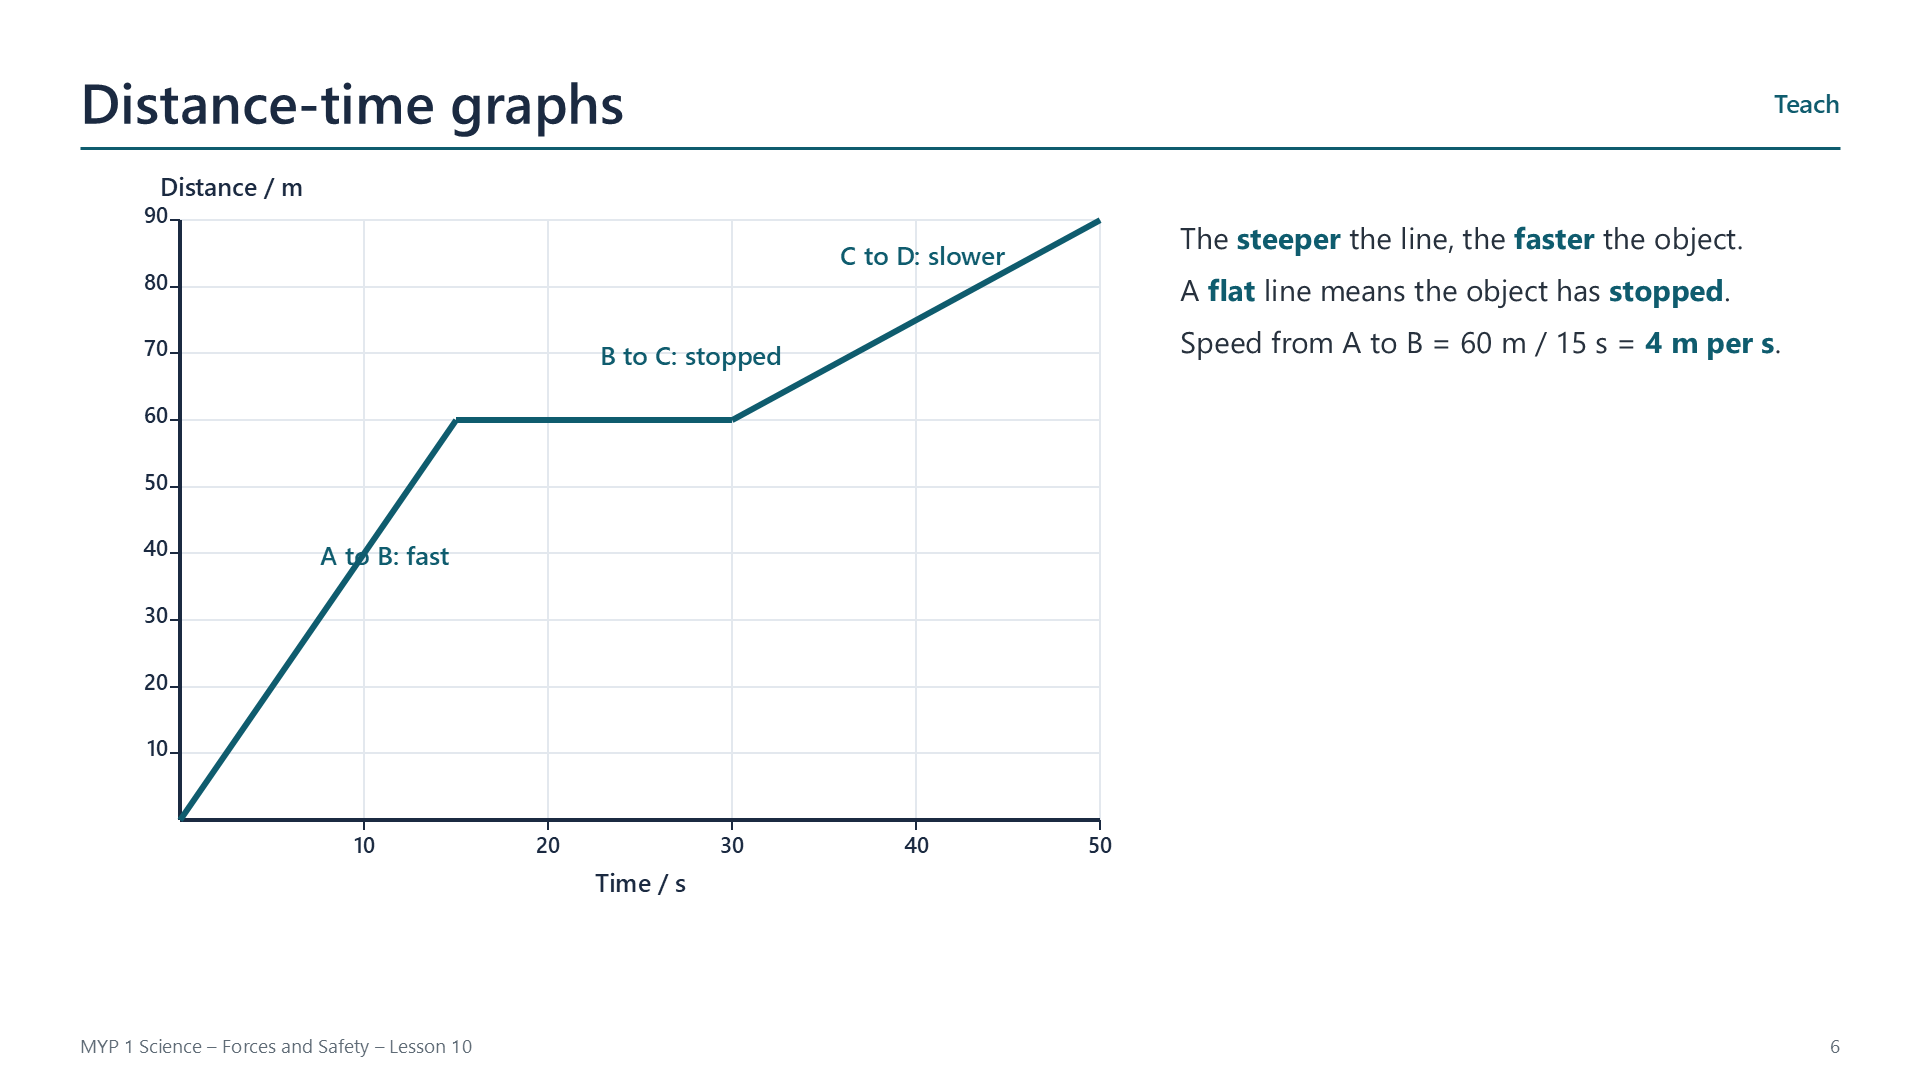 Distance-time graphs
Teach
Distance / m
90
80
70
60
50
40
30
20
10
C to D: slower
B to C: stopped
A to B: fast
10 20 30 40 50
Time / s
The steeper the line, the faster the object.
A flat line means the object has stopped.
Speed from A to B = 60 m / 15 s = 4 m per s.
MYP 1 Science – Forces and Safety – Lesson 10
6